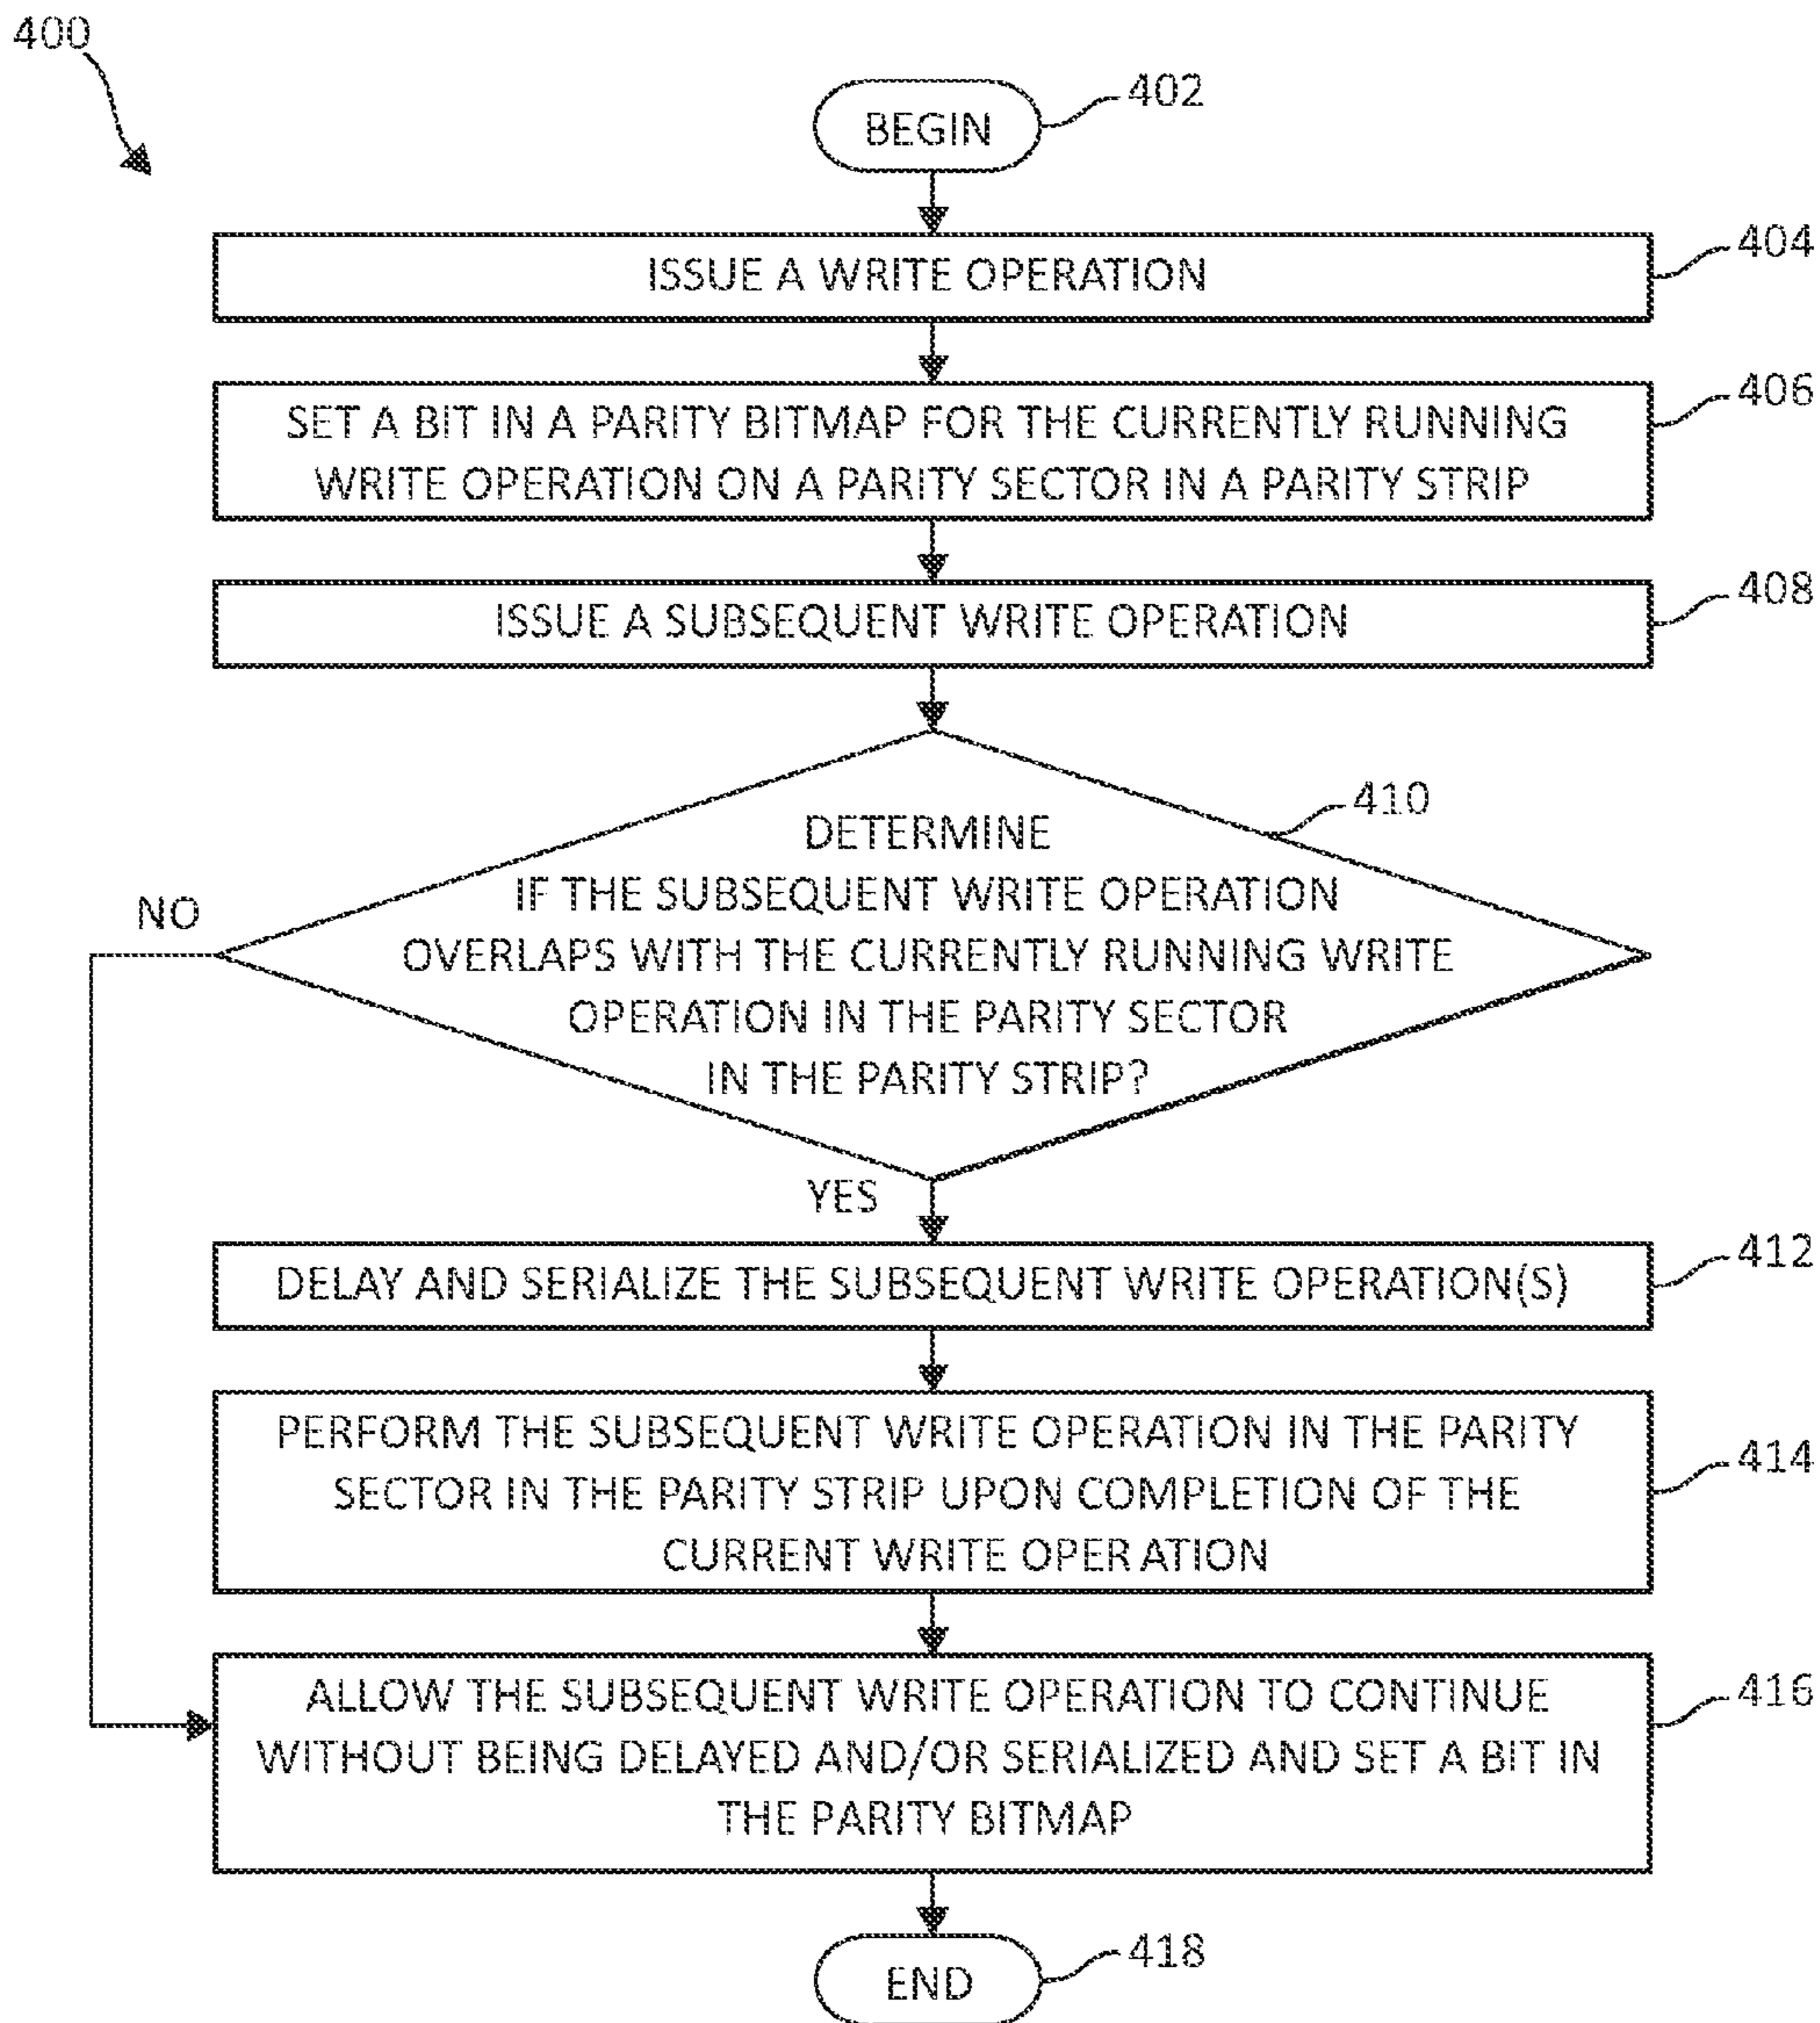 400
BEGIN
402
ISSUE A WRITE OPERATION
404
SET A BIT IN A PARITY BITMAP FOR THE CURRENTLY RUNNING
WRITE OPERATION ON A PARITY SECTOR IN A PARITY STRIP
406
ISSUE A SUBSEQUENT WRITE OPERATION
408
410
DETERMINE
IF THE SUBSEQUENT WRITE OPERATION
OVERLAPS WITH THE CURRENTLY RUNNING WRITE
OPERATION IN THE PARITY SECTOR
IN THE PARITY STRIP?
NO
YES
DELAY AND SERIALIZE THE SUBSEQUENT WRITE OPERATION(S)
412
PERFORM THE SUBSEQUENT WRITE OPERATION IN THE PARITY
SECTOR IN THE PARITY STRIP UPON COMPLETION OF THE
CURRENT WRITE OPERATION
414
ALLOW THE SUBSEQUENT WRITE OPERATION TO CONTINUE
WITHOUT BEING DELAYED AND/OR SERIALIZED AND SET A BIT IN
THE PARITY BITMAP
416
END
418